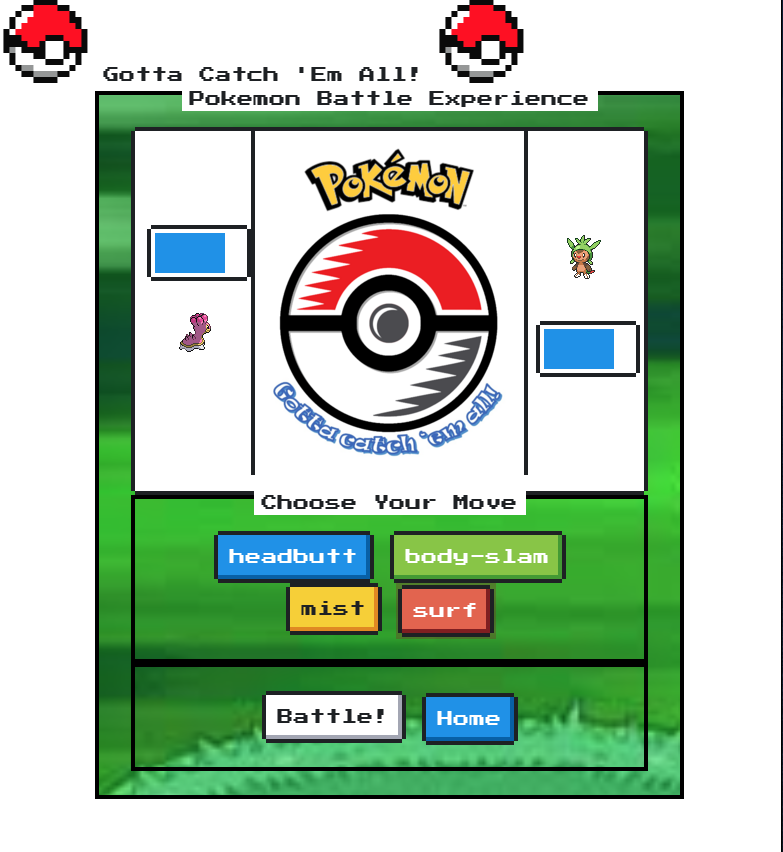 Gotta Catch 'Em All!
Pokemon Battle Experience
POKéMON
Gotta catch 'em all!
Choose Your Move
headbutt
body-slam
mist
surf
Battle!
Home